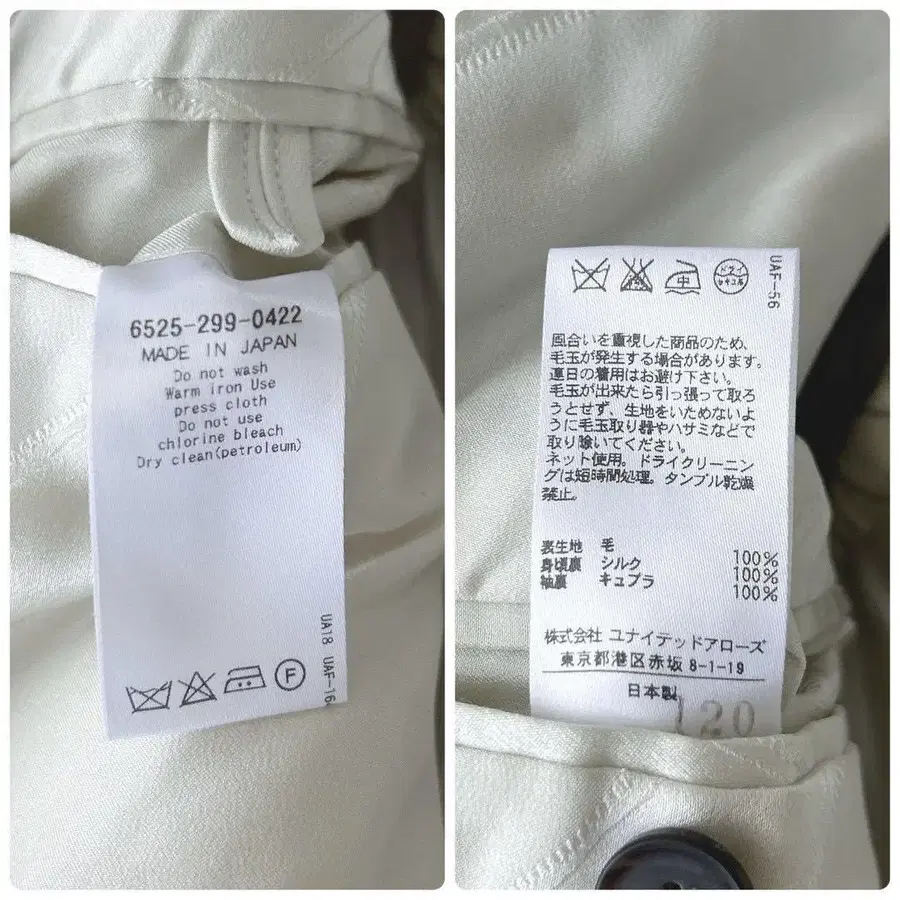 6525-299-0422
MADE IN JAPAN
Do not wash
Warm iron Use
press cloth
Do not use
chlorine bleach
Dry clean(petroleum)
UA18 UAF-16
F
UAF-56
ドライ
セキユ系
風合いを重視した商品のため、
毛玉が発生する場合があります。
連日の着用はお避け下さい。
毛玉が出来たら引っ張って取ろ
うとせず、生地をいためないよ
うに毛玉取り器やハサミなどで
取り除いてください。
ネット使用。ドライクリーニン
グは短時間処理。タンブル乾燥
禁止。
表生地 毛 100%
身頃裏 シルク 100%
袖裏 キュプラ 100%
株式会社 ユナイテッドアローズ
東京都港区赤坂 8-1-19
日本製
120